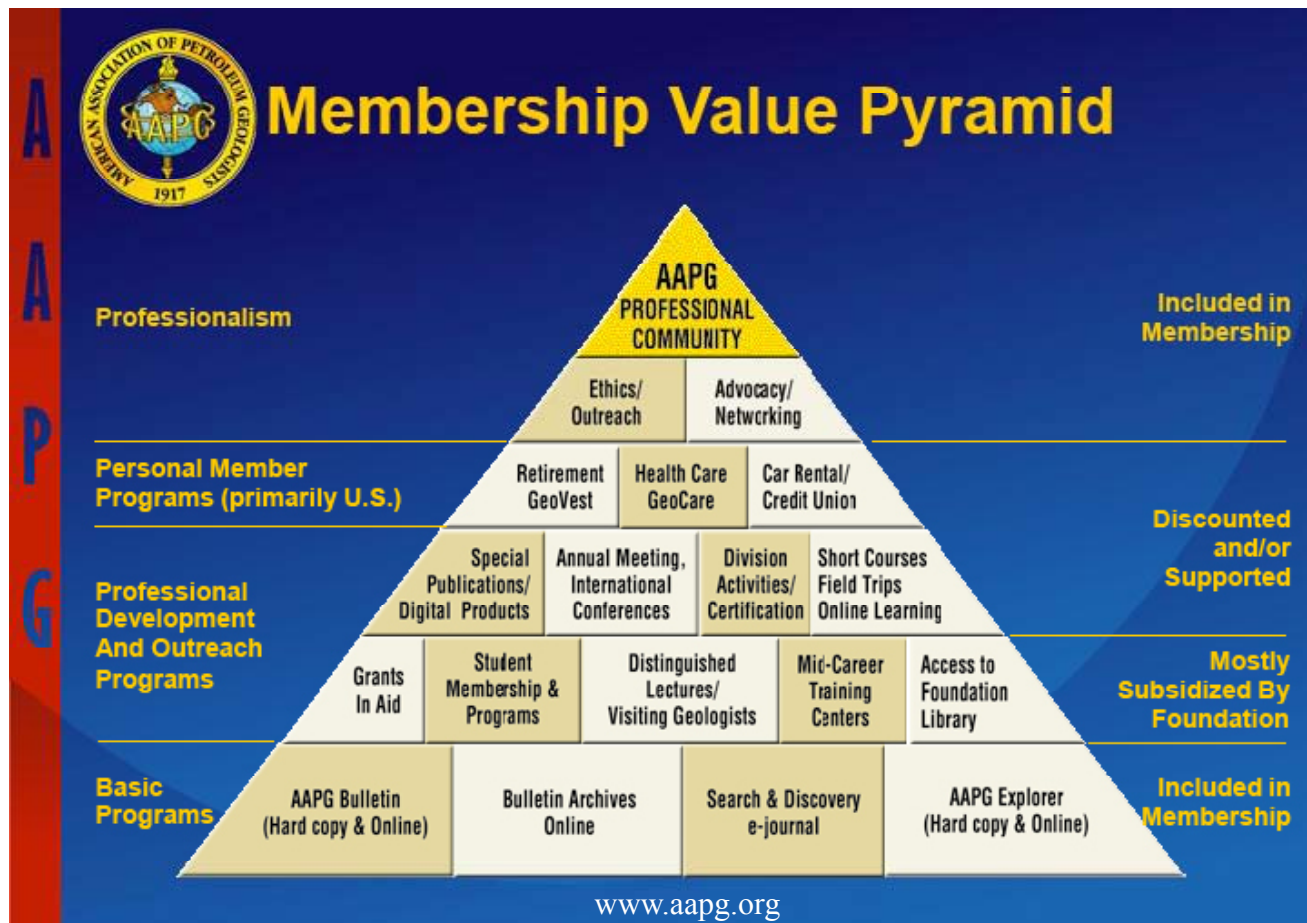 A
A
P
G
AMERICAN ASSOCIATION OF PETROLEUM GEOLOGISTS
AAPG
1917
Membership Value Pyramid
Professionalism
AAPG
PROFESSIONAL
COMMUNITY
Included in
Membership
Ethics/
Outreach
Advocacy/
Networking
Personal Member
Programs (primarily U.S.)
Retirement
GeoVest
Health Care
GeoCare
Car Rental/
Credit Union
Discounted
and/or
Supported
Professional
Development
And Outreach
Programs
Special
Publications/
Digital Products
Annual Meeting,
International
Conferences
Division
Activities/
Certification
Short Courses
Field Trips
Online Learning
Grants
In Aid
Student
Membership &
Programs
Distinguished
Lectures/
Visiting Geologists
Mid-Career
Training
Centers
Access to
Foundation
Library
Mostly
Subsidized By
Foundation
Basic
Programs
AAPG Bulletin
(Hard copy & Online)
Bulletin Archives
Online
Search & Discovery
e-journal
AAPG Explorer
(Hard copy & Online)
Included in
Membership
www.aapg.org